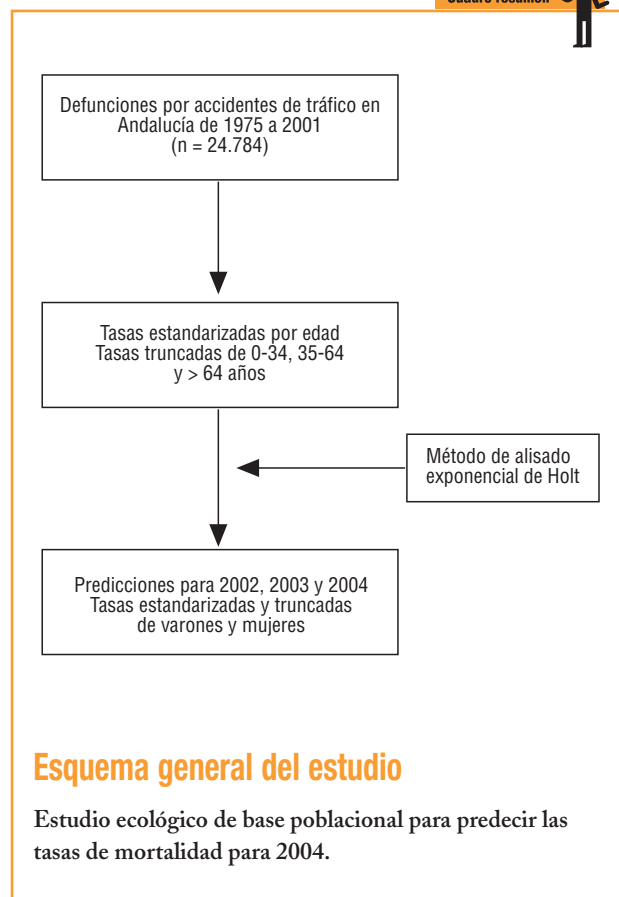 Cuadro resumen
Defunciones por accidentes de tráfico en
Andalucía de 1975 a 2001
(n = 24.784)
Tasas estandarizadas por edad
Tasas truncadas de 0-34, 35-64
y > 64 años
Método de alisado
exponencial de Holt
Predicciones para 2002, 2003 y 2004
Tasas estandarizadas y truncadas
de varones y mujeres
Esquema general del estudio
Estudio ecológico de base poblacional para predecir las
tasas de mortalidad para 2004.